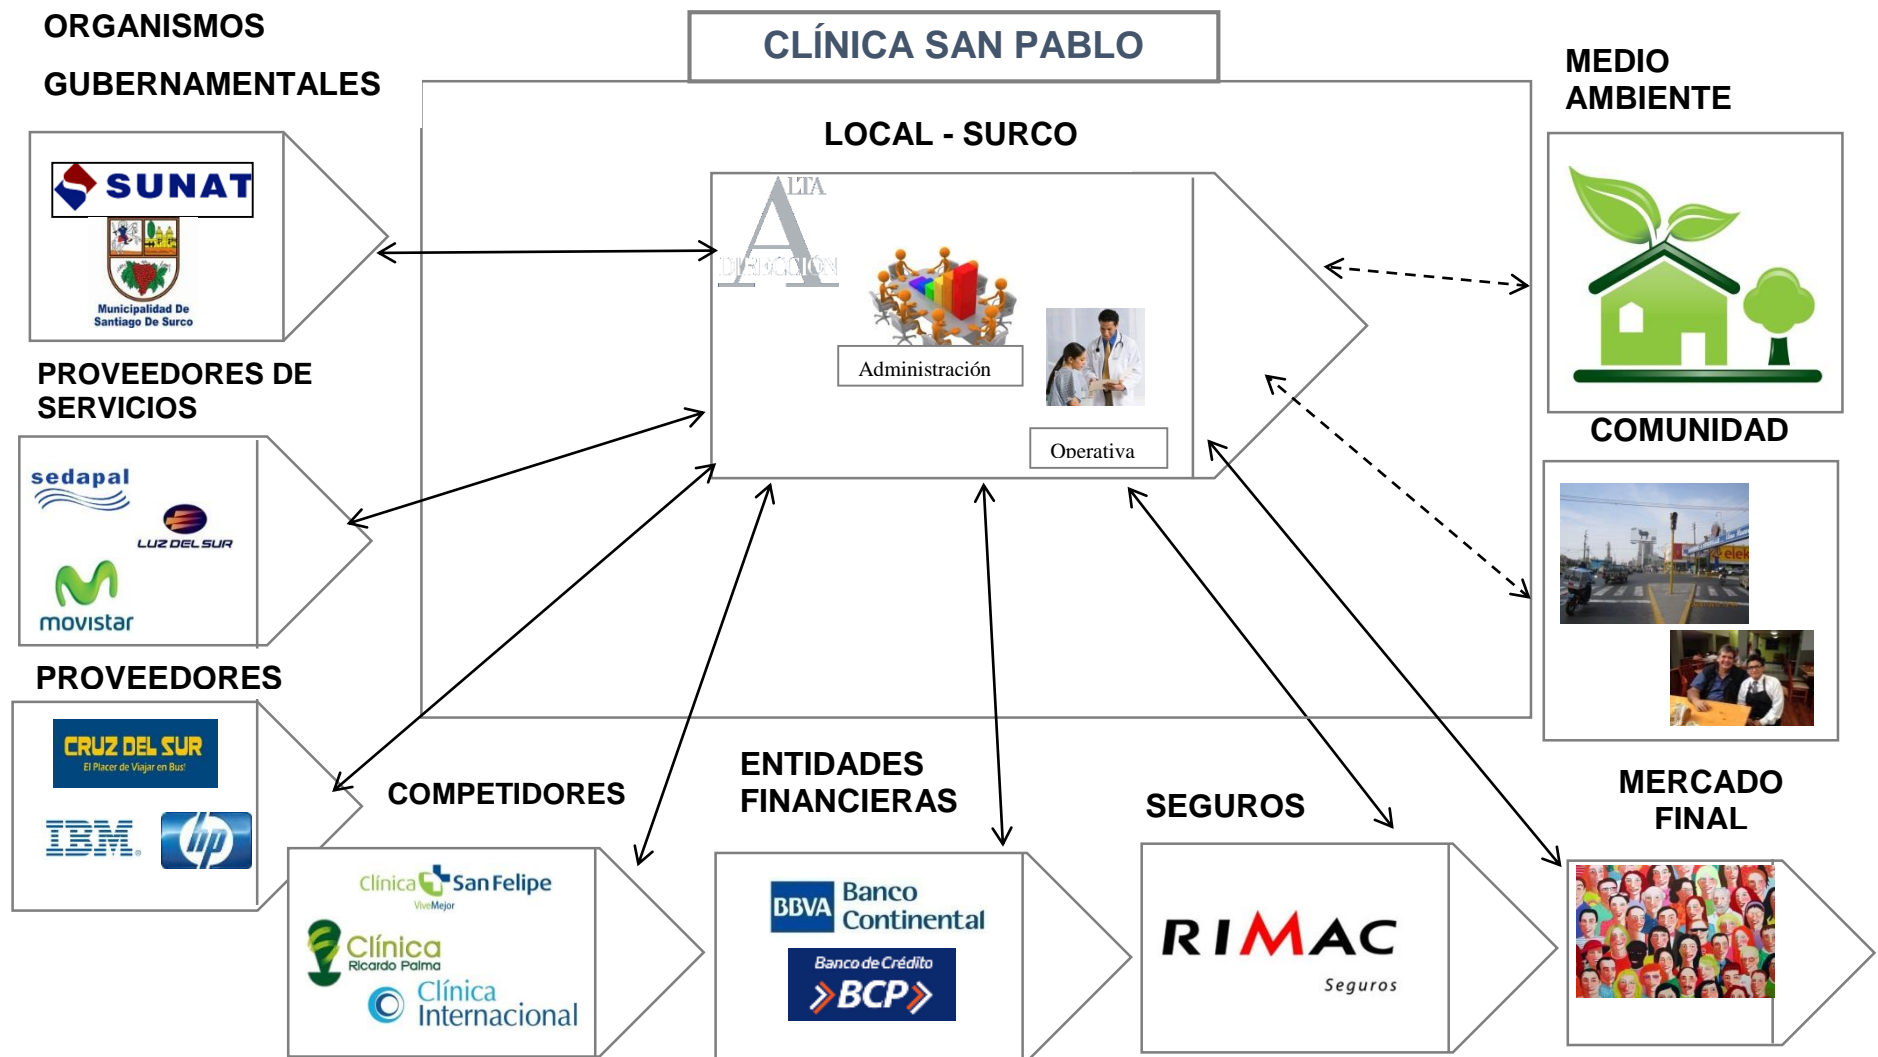 ORGANISMOS
GUBERNAMENTALES
CLÍNICA SAN PABLO
MEDIO
AMBIENTE
LOCAL - SURCO
SUNAT
Municipalidad De
Santiago De Surco
ALTA
DIRECCIÓN
Administración
Operativa
PROVEEDORES DE
SERVICIOS
sedapal
LUZ DEL SUR
movistar
COMUNIDAD
elek
PROVEEDORES
CRUZ DEL SUR
El Placer de Viajar en Bus!
IBM
hp
COMPETIDORES
Clínica San Felipe
ViveMejor
Clínica
Ricardo Palma
Clínica
Internacional
ENTIDADES
FINANCIERAS
BBVA Banco
Continental
Banco de Crédito
BCP
SEGUROS
RIMAC
Seguros
MERCADO
FINAL